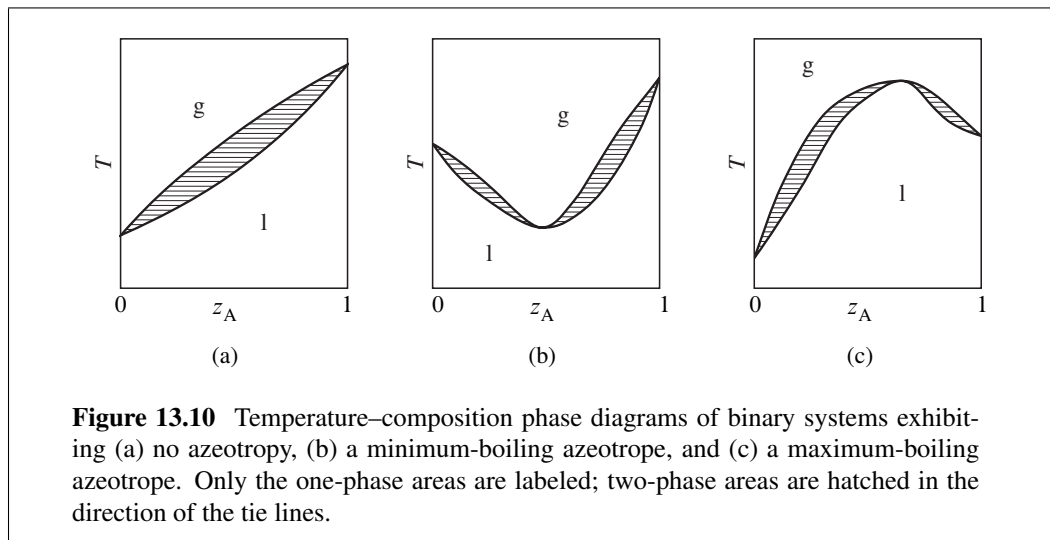 g
l
T
0
1
z_A
(a)
g
l
T
0
1
z_A
(b)
g
l
T
0
1
z_A
(c)
Figure 13.10 Temperature–composition phase diagrams of binary systems exhibit-
ing (a) no azeotropy, (b) a minimum-boiling azeotrope, and (c) a maximum-boiling
azeotrope. Only the one-phase areas are labeled; two-phase areas are hatched in the
direction of the tie lines.